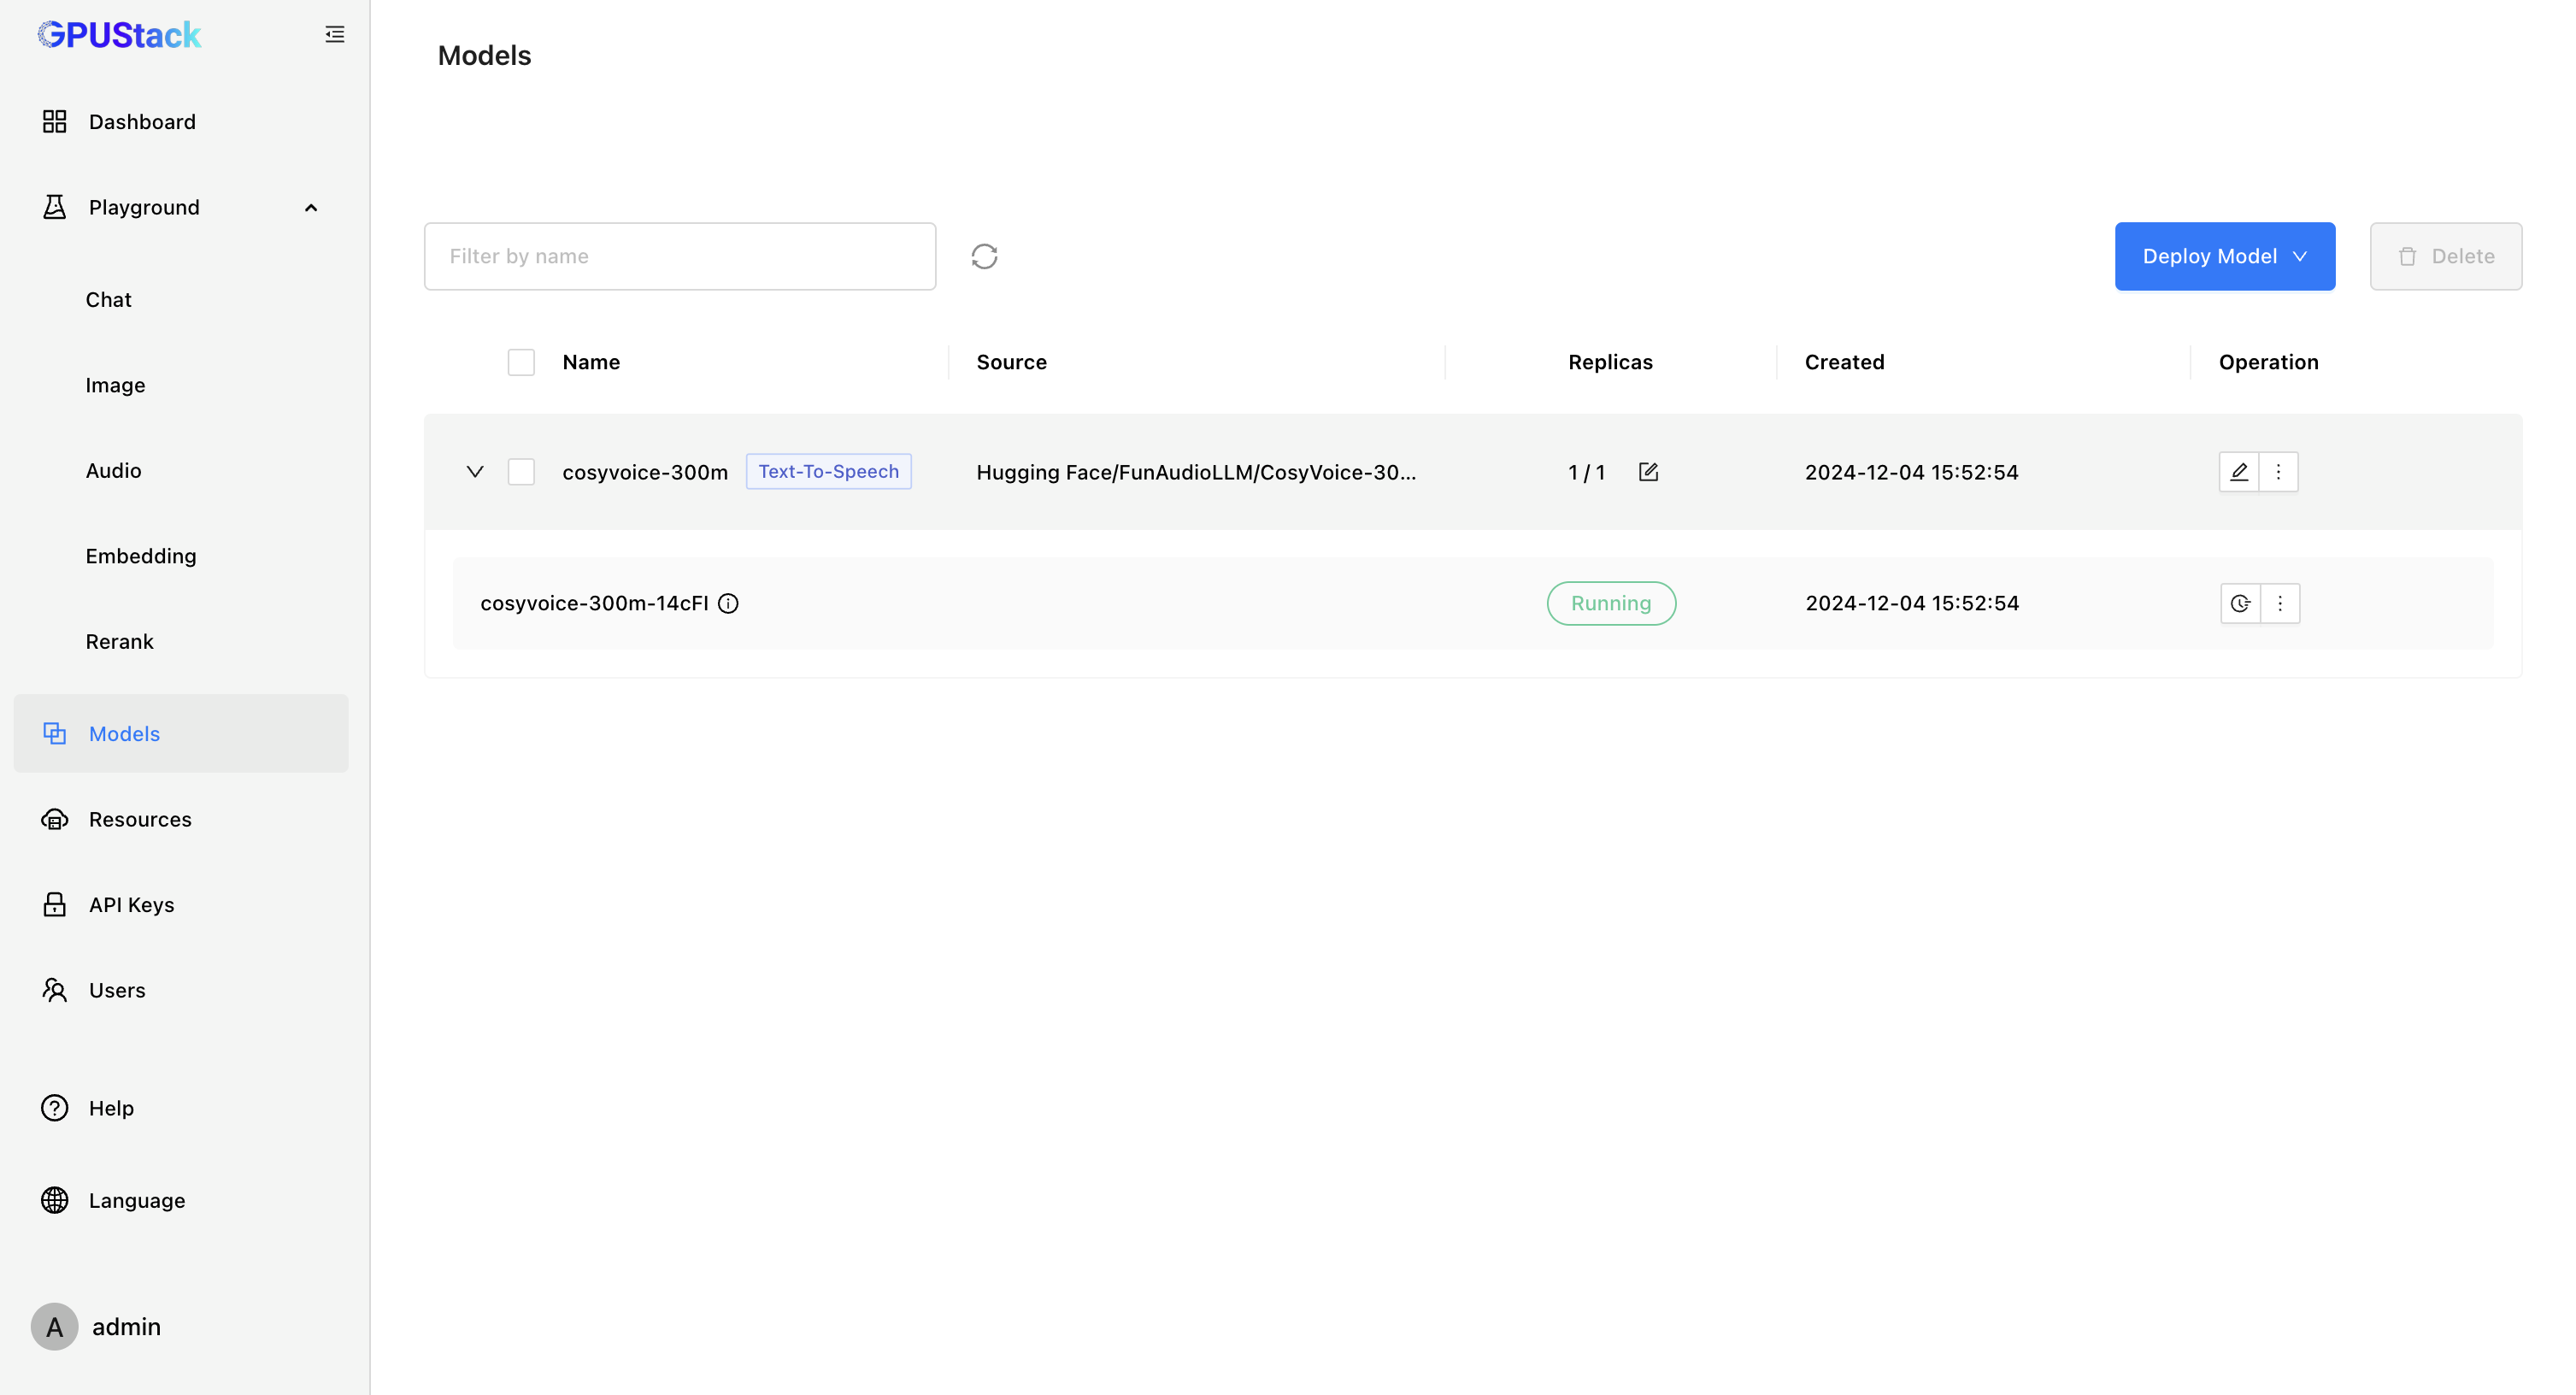 GPUStack
Dashboard
Playground
Chat
Image
Audio
Embedding
Rerank
Models
Resources
API Keys
Users
Help
Language
A admin
Models
Filter by name
Deploy Model
Delete
Name Source Replicas Created Operation
cosyvoice-300m Text-To-Speech Hugging Face/FunAudioLLM/CosyVoice-30... 1 / 1 2024-12-04 15:52:54
cosyvoice-300m-14cFI Running 2024-12-04 15:52:54